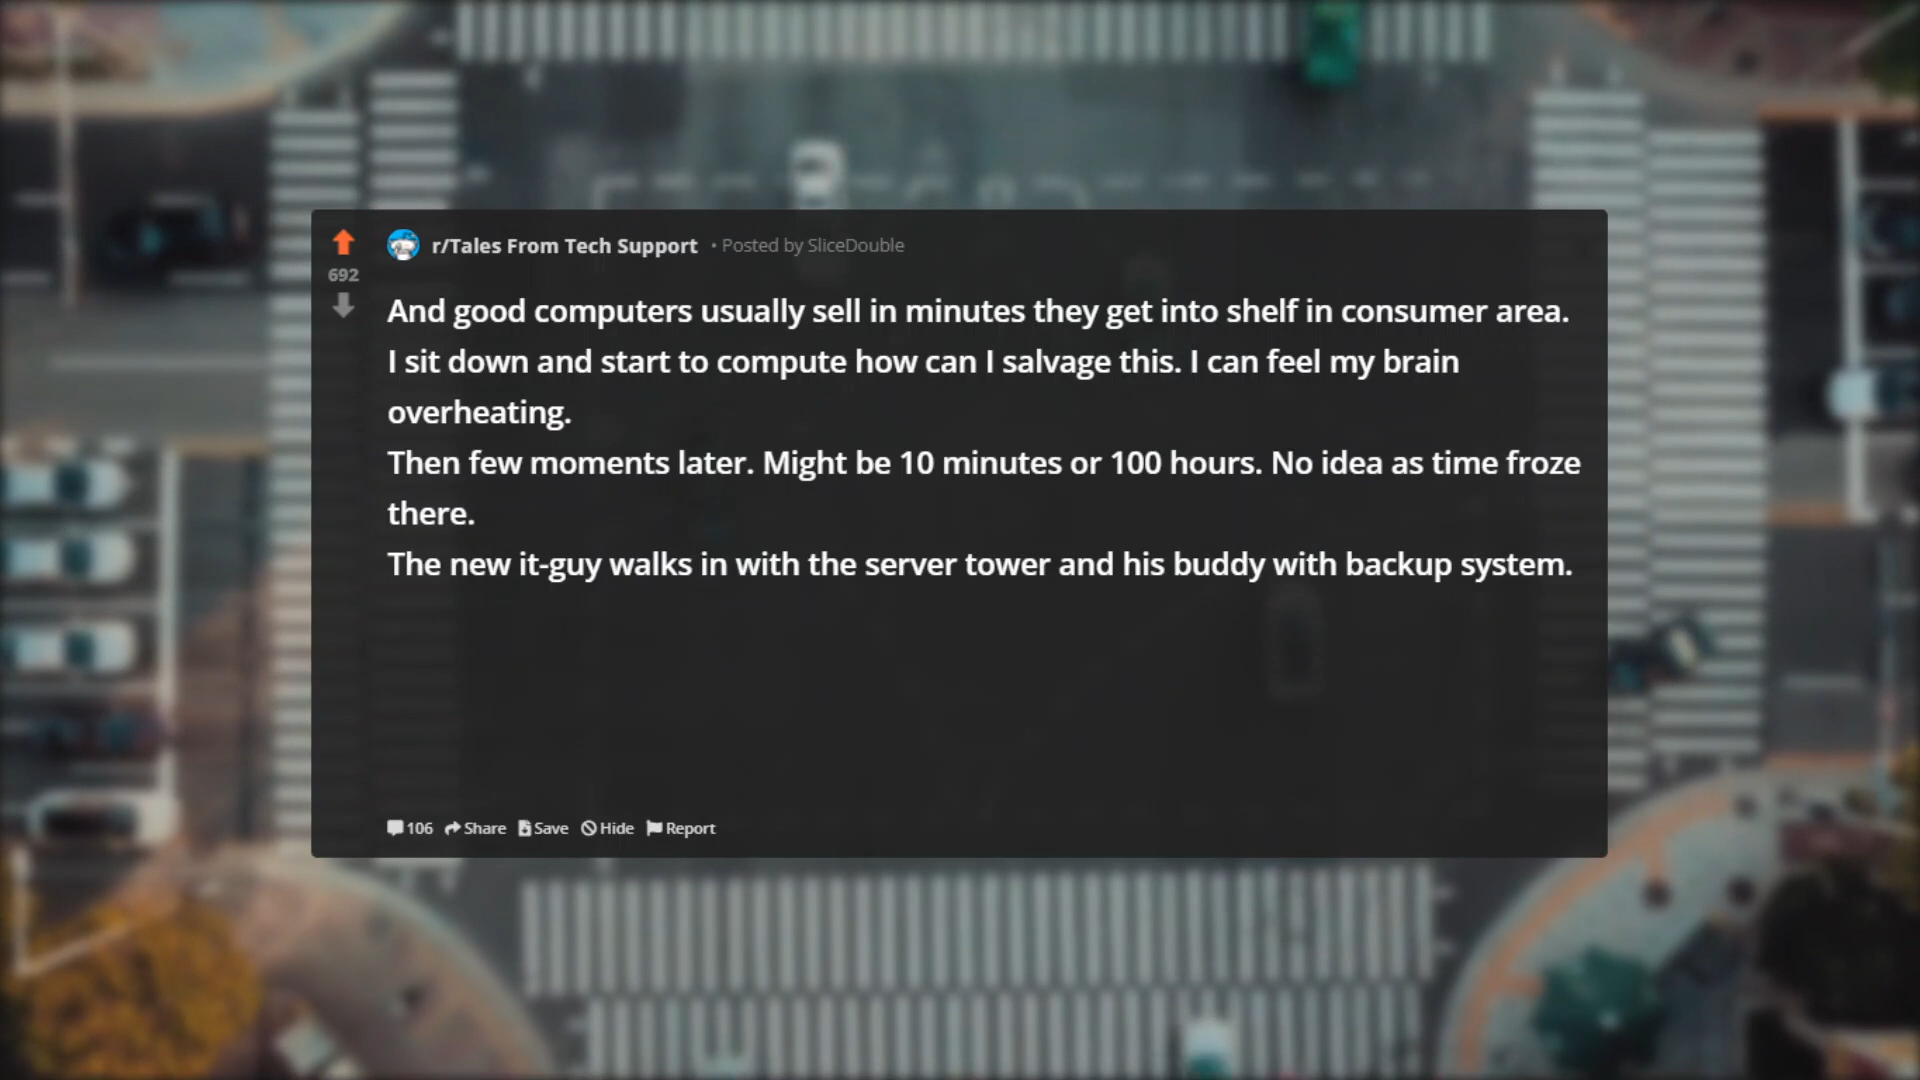 r/Tales From Tech Support • Posted by SliceDouble
692
And good computers usually sell in minutes they get into shelf in consumer area.
I sit down and start to compute how can I salvage this. I can feel my brain
overheating.
Then few moments later. Might be 10 minutes or 100 hours. No idea as time froze
there.
The new it-guy walks in with the server tower and his buddy with backup system.
106 Share Save Hide Report